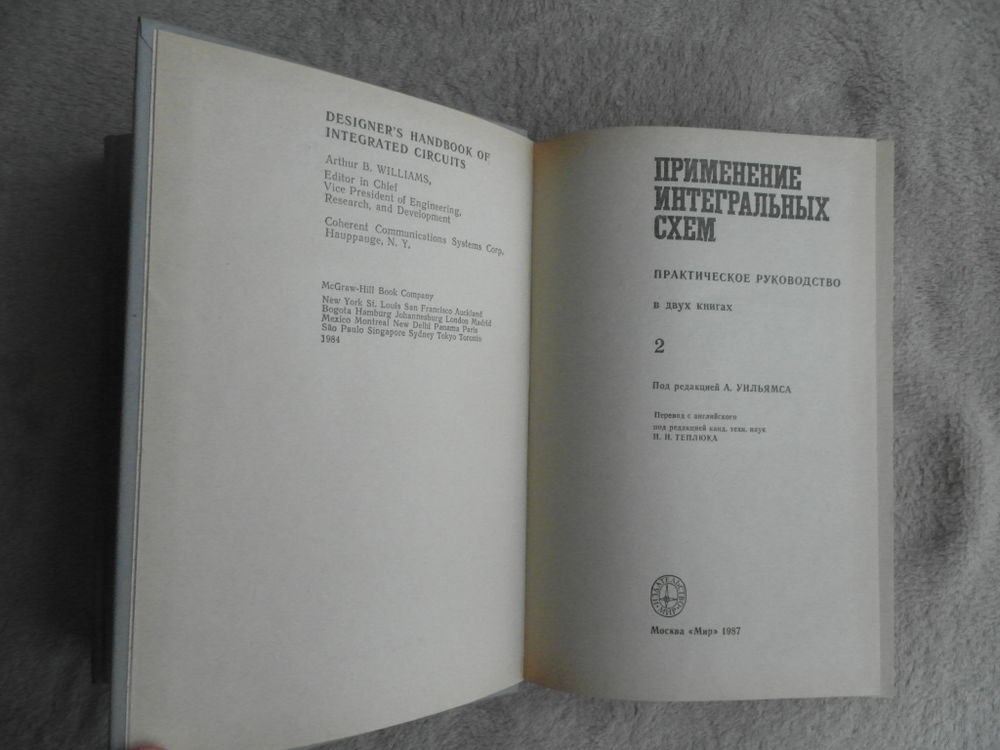 DESIGNER'S HANDBOOK OF
INTEGRATED CIRCUITS
Arthur B. WILLIAMS,
Editor in Chief
Vice President of Engineering,
Research, and Development
Coherent Communications Systems Corp.
Hauppauge, N. Y.
McGraw-Hill Book Company
New York St. Louis San Francisco Auckland
Bogota Hamburg Johannesburg London Madrid
Mexico Montreal New Delhi Panama Paris
São Paulo Singapore Sydney Tokyo Toronto
1984
ПРИМЕНЕНИЕ
ИНТЕГРАЛЬНЫХ
СХЕМ
ПРАКТИЧЕСКОЕ РУКОВОДСТВО
в двух книгах
2
Под редакцией А. УИЛЬЯМСА
Перевод с английского
под редакцией канд. техн. наук
И. И. ТЕПЛЮКА
ИЗДАТЕЛЬСТВО
МИР
Москва «Мир» 1987